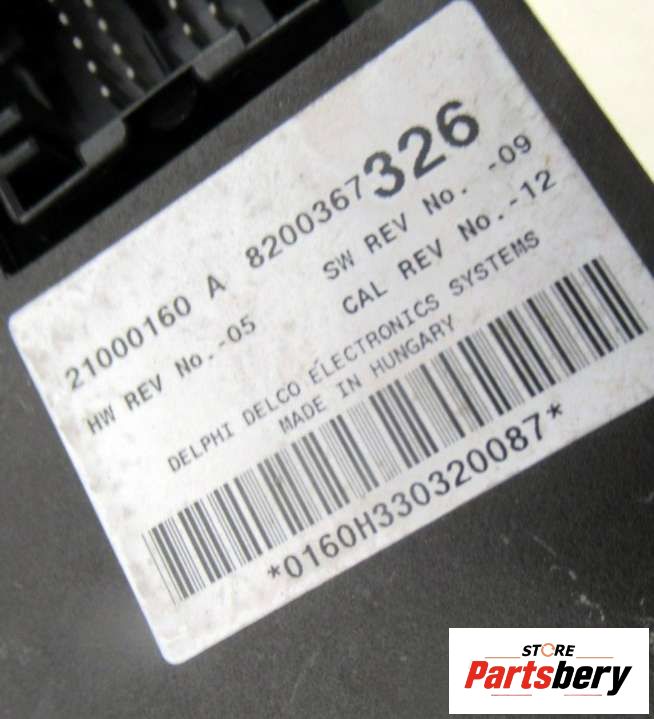 21000160 A 8200367326
HW REV No.-05 SW REV No. -09
CAL REV No.-12
DELPHI DELCO ELECTRONICS SYSTEMS
MADE IN HUNGARY
*0160H330320087*
STORE
Partsbery